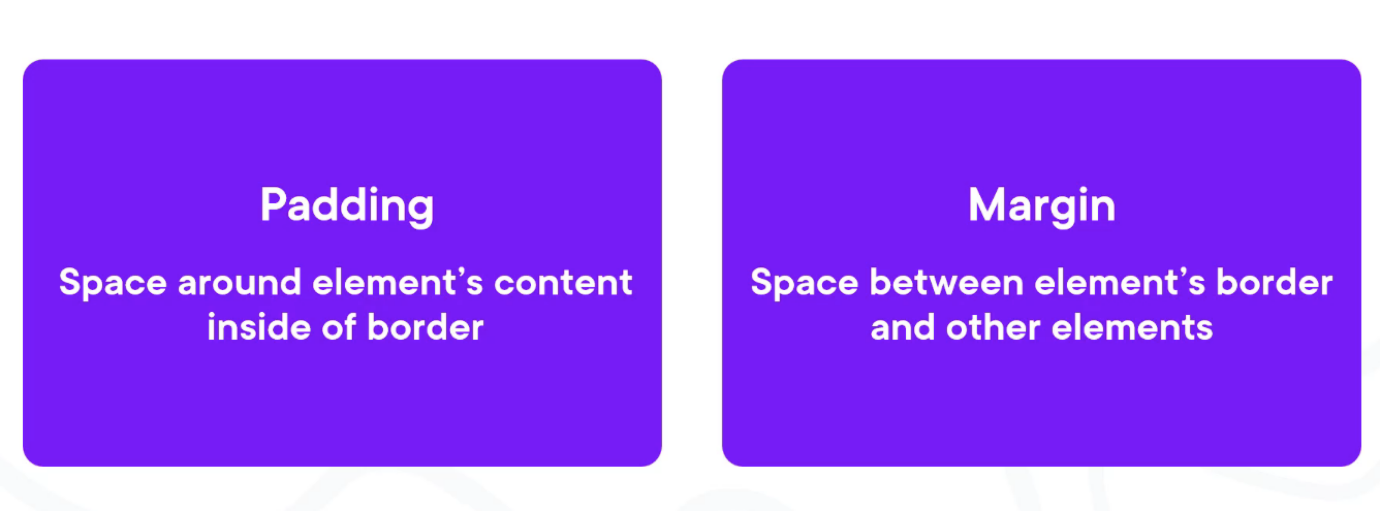 Padding
Space around element’s content
inside of border
Margin
Space between element’s border
and other elements